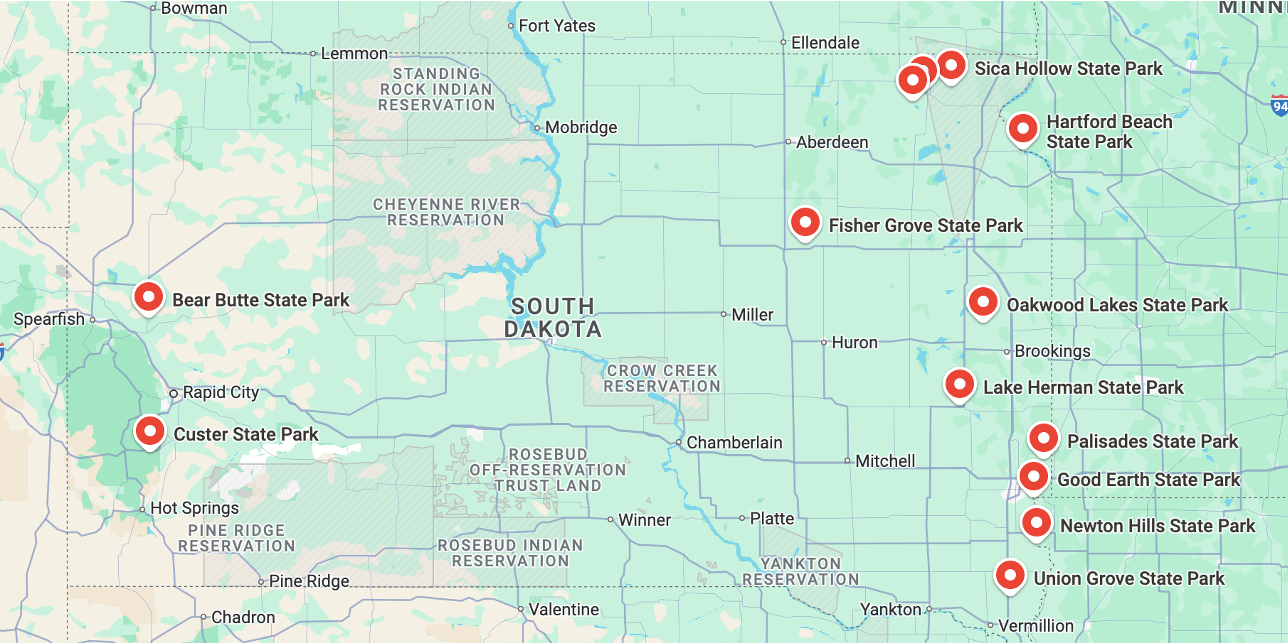 Bowman
Fort Yates
MINN
Ellendale
Lemmon
STANDING
ROCK INDIAN
RESERVATION
Sica Hollow State Park
94
Mobridge
Hartford Beach
State Park
Aberdeen
CHEYENNE RIVER
RESERVATION
Fisher Grove State Park
Bear Butte State Park
SOUTH
DAKOTA
Oakwood Lakes State Park
Spearfish
Miller
Huron
Brookings
CROW CREEK
RESERVATION
Rapid City
Lake Herman State Park
Custer State Park
Chamberlain
Palisades State Park
ROSEBUD
OFF-RESERVATION
TRUST LAND
Mitchell
Good Earth State Park
Hot Springs
Winner
Platte
Newton Hills State Park
PINE RIDGE
RESERVATION
ROSEBUD INDIAN
RESERVATION
YANKTON
RESERVATION
Pine Ridge
Union Grove State Park
Chadron
Valentine
Yankton
Vermillion